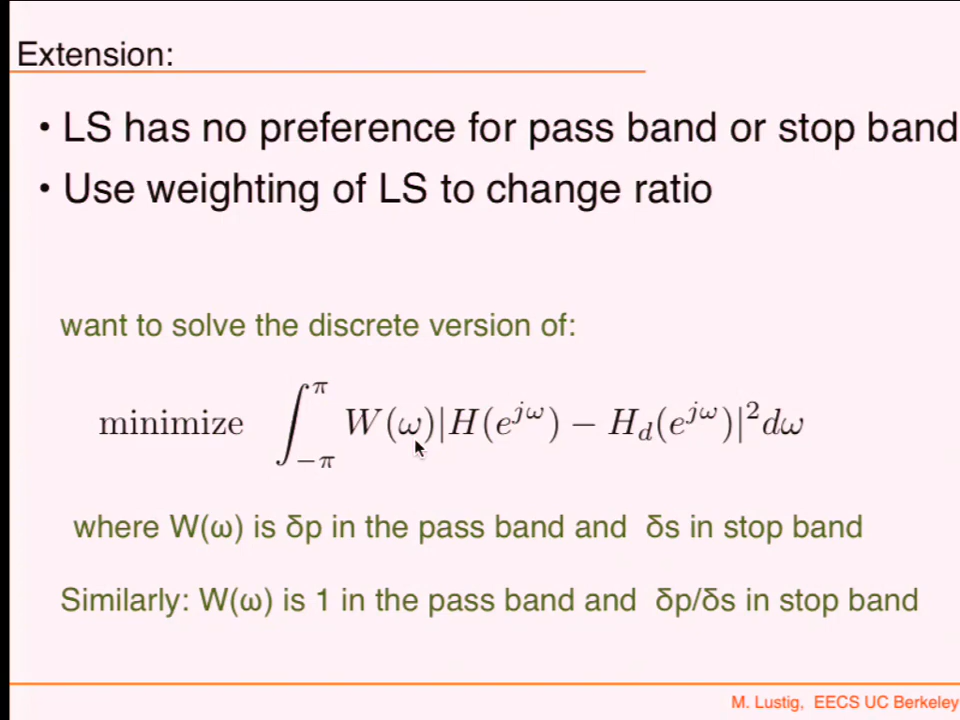 Extension:
• LS has no preference for pass band or stop band
• Use weighting of LS to change ratio
want to solve the discrete version of:
minimize ∫_{-π}^{π} W(ω)|H(e^{jω}) − H_d(e^{jω})|²dω
where W(ω) is δp in the pass band and δs in stop band
Similarly: W(ω) is 1 in the pass band and δp/δs in stop band
M. Lustig, EECS UC Berkeley